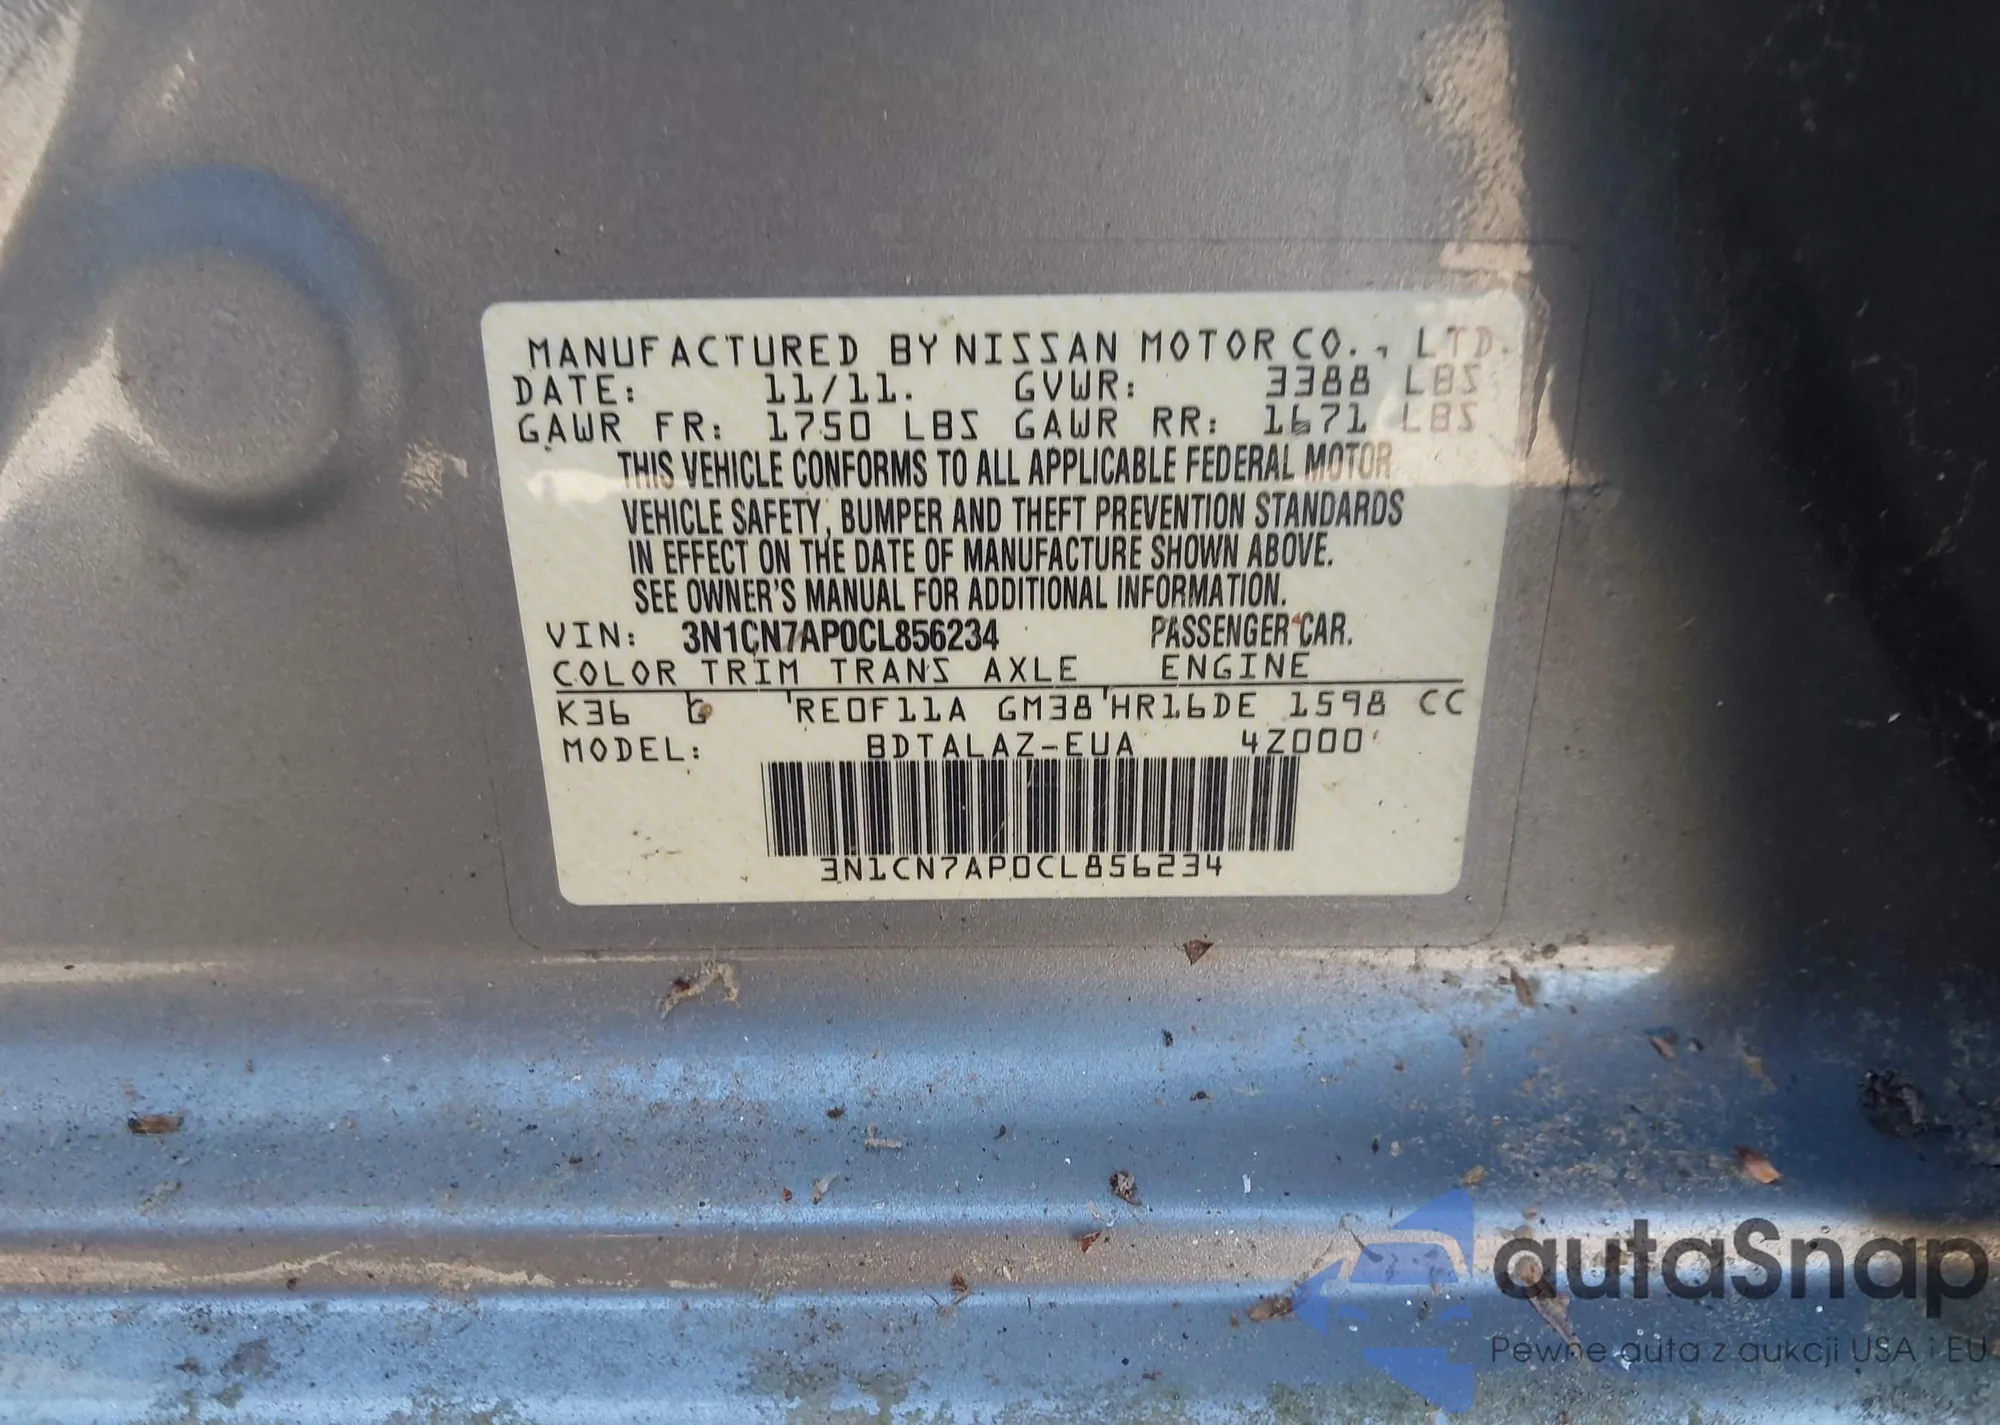 MANUFACTURED BY NISSAN MOTOR CO., LTD.
DATE: 11/11. GVWR: 3388 LBS
GAWR FR: 1750 LBS GAWR RR: 1671 LBS
THIS VEHICLE CONFORMS TO ALL APPLICABLE FEDERAL MOTOR
VEHICLE SAFETY, BUMPER AND THEFT PREVENTION STANDARDS
IN EFFECT ON THE DATE OF MANUFACTURE SHOWN ABOVE.
SEE OWNER'S MANUAL FOR ADDITIONAL INFORMATION.
VIN: 3N1CN7AP0CL856234 PASSENGER CAR.
COLOR TRIM TRANS AXLE ENGINE
K36 G RE0F11A GM38 HR16DE 1598 CC
MODEL: BDTALAZ-EUA 4Z000
3N1CN7AP0CL856234
autaSnap
Pewne auta z aukcji USA i EU